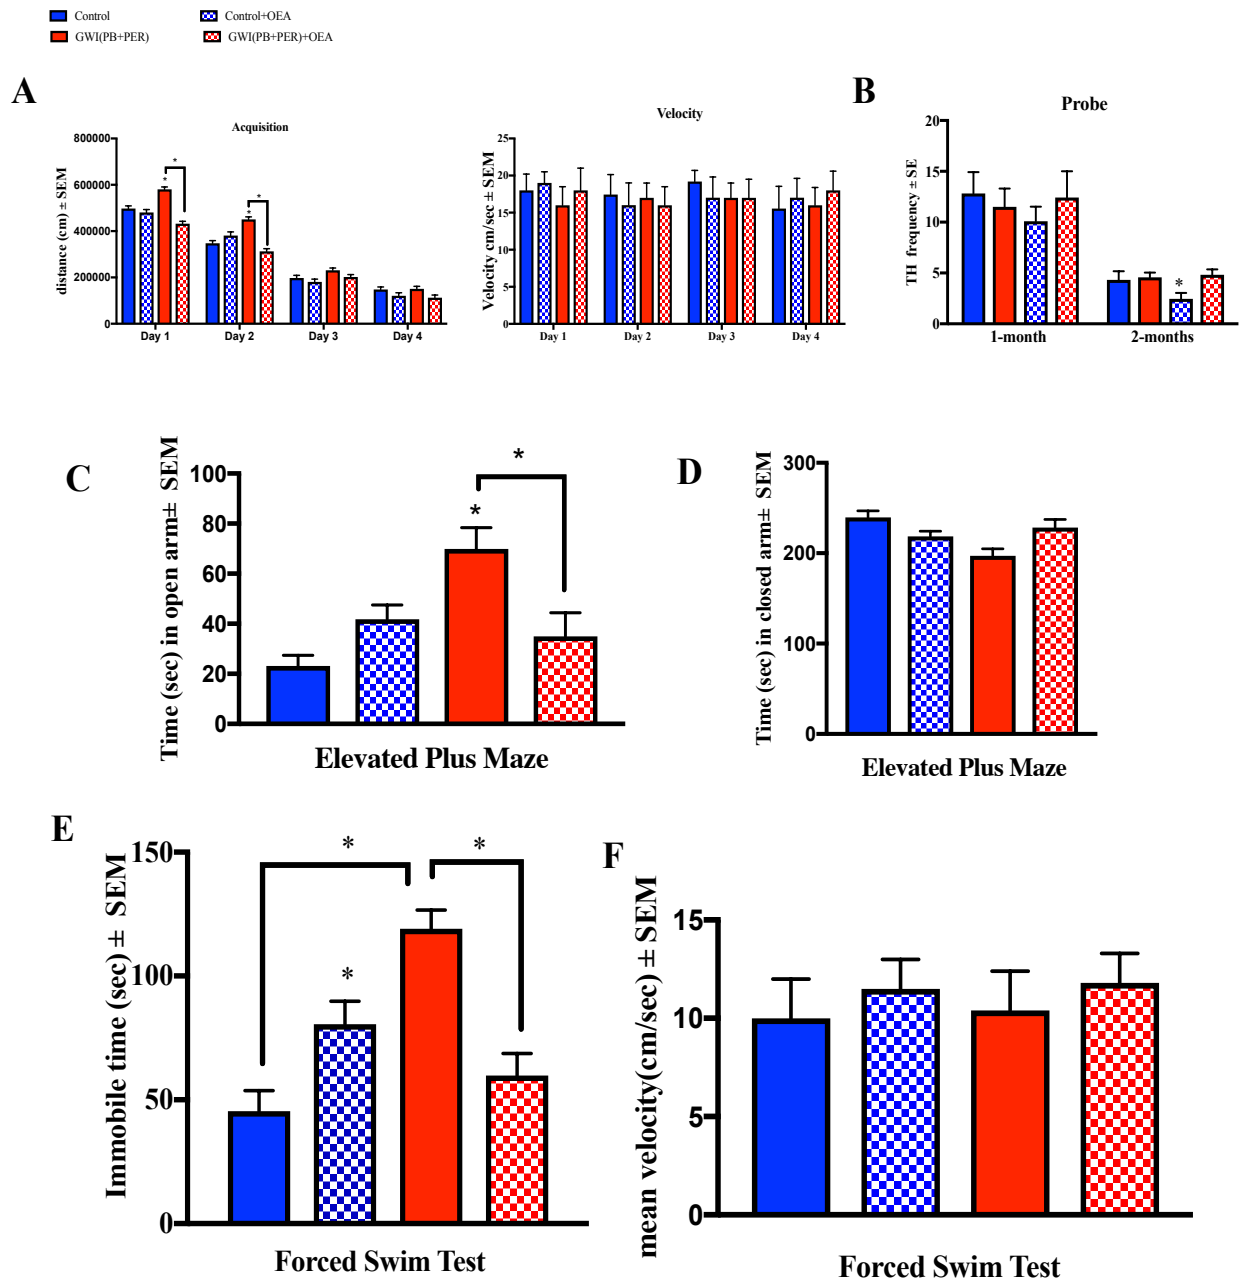 Control
Control+OEA
GWI(PB+PER)
GWI(PB+PER)+OEA
A
Acquisition
distance (cm) ± SEM
800000
600000
400000
200000
0
*
*
*
*
Day 1
Day 2
Day 3
Day 4
Velocity
Velocity cm/sec ± SEM
25
20
15
10
5
0
Day 1
Day 2
Day 3
Day 4
B
Probe
TH frequency ± SE
20
15
10
5
0
*
1-month
2-months
C
Time (sec) in open arm± SEM
100
80
60
40
20
0
*
*
Elevated Plus Maze
D
Time (sec) in closed arm± SEM
300
200
100
0
Elevated Plus Maze
E
Immobile time (sec) ± SEM
150
100
50
0
*
*
*
Forced Swim Test
F
mean velocity(cm/sec) ± SEM
15
10
5
0
Forced Swim Test